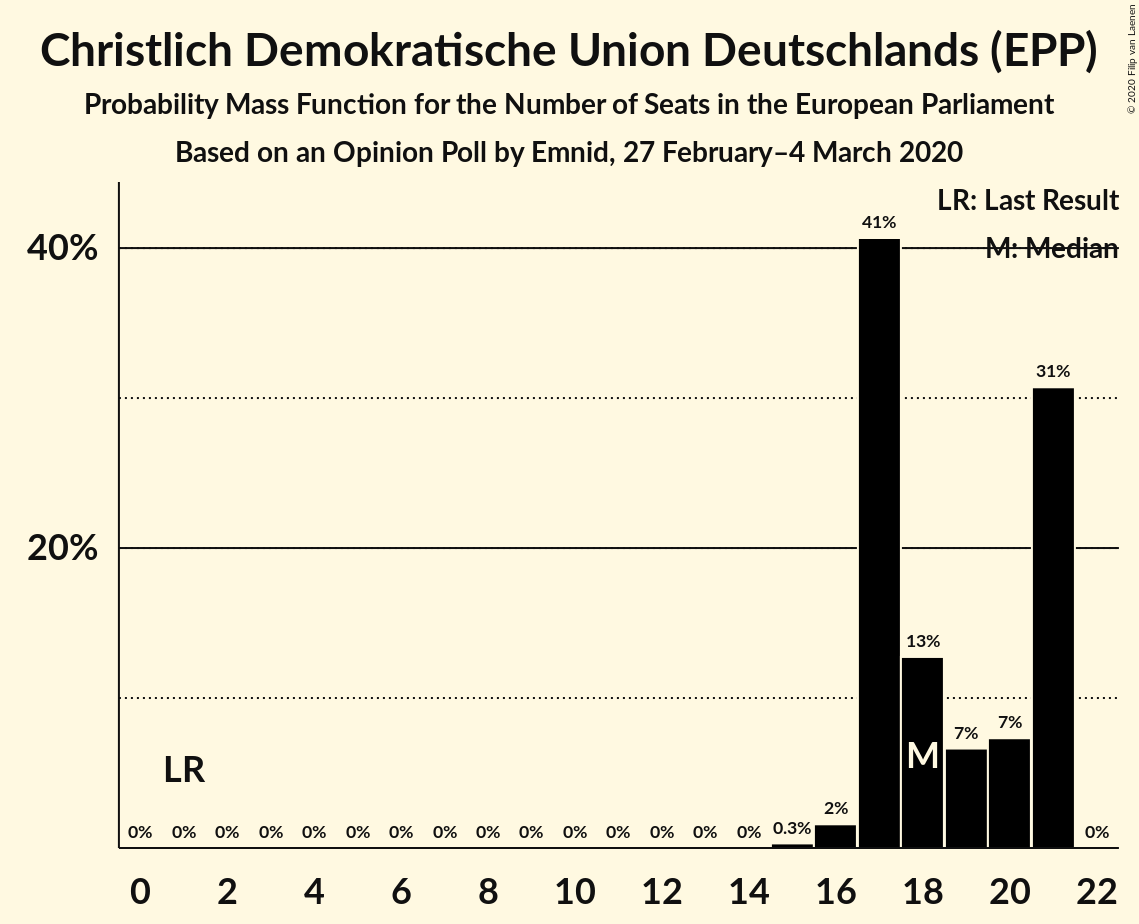 Christlich Demokratische Union Deutschlands (EPP)
Probability Mass Function for the Number of Seats in the European Parliament
Based on an Opinion Poll by Emnid, 27 February–4 March 2020
© 2020 Filip van Laenen
LR: Last Result
M: Median
40%
20%
41%
31%
13%
7%
7%
2%
0.3%
LR
M
0% 0% 0% 0% 0% 0% 0% 0% 0% 0% 0% 0% 0% 0% 0% 0%
0 2 4 6 8 10 12 14 16 18 20 22